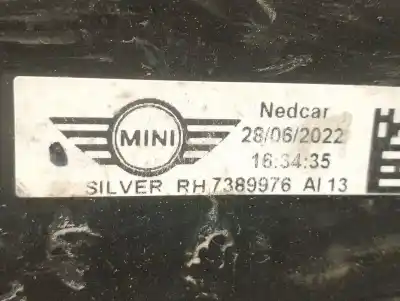 Nedcar
MINI 28/06/2022
16:34:35
SILVER RH 7389976 AI 13